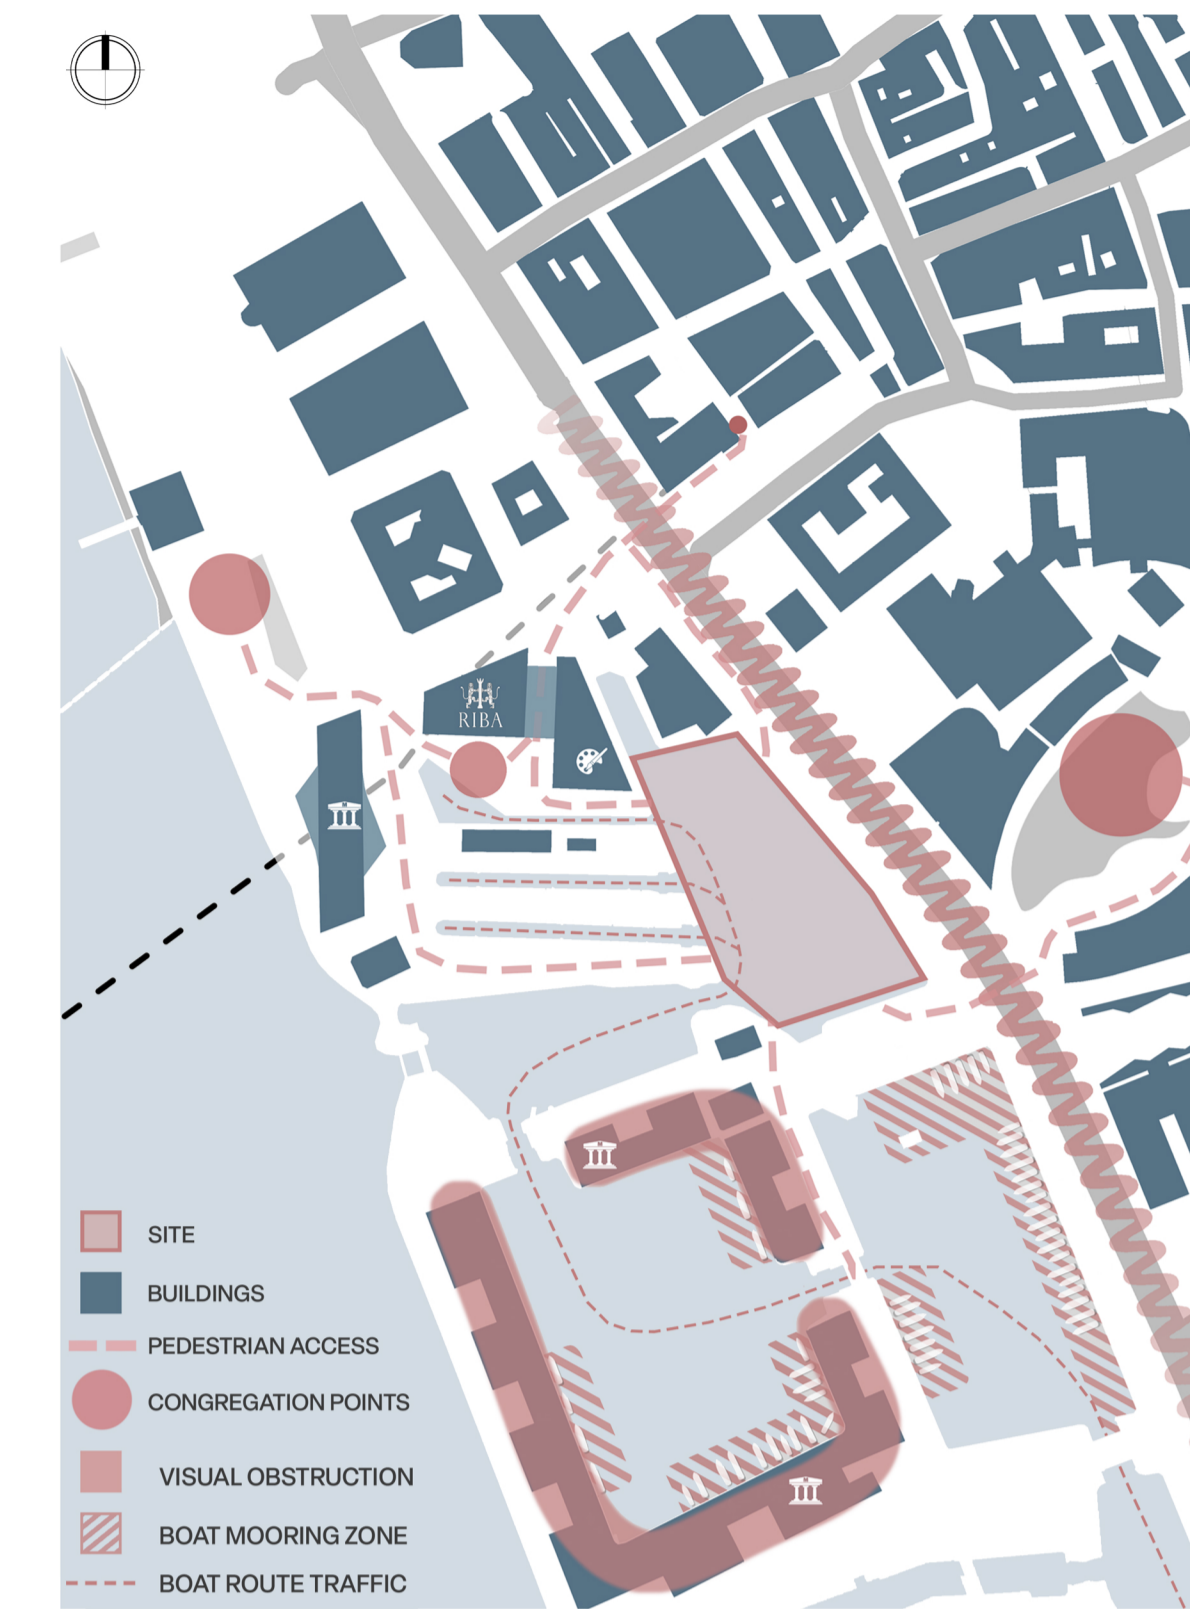 RIBA
SITE
BUILDINGS
PEDESTRIAN ACCESS
CONGREGATION POINTS
VISUAL OBSTRUCTION
BOAT MOORING ZONE
BOAT ROUTE TRAFFIC